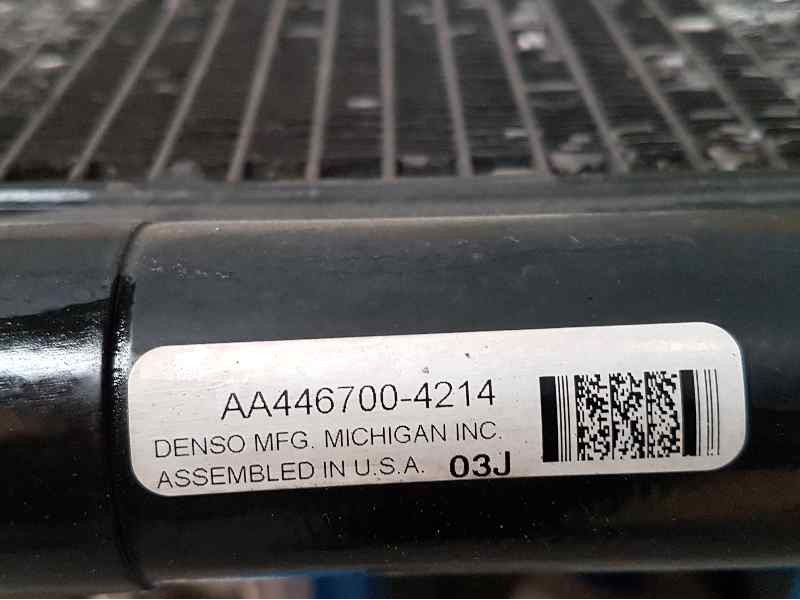 AA446700-4214
DENSO MFG. MICHIGAN INC.
ASSEMBLED IN U.S.A. 03J